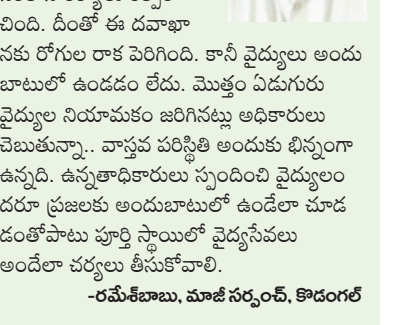 చింది. దీంతో ఈ దవాఖా
నకు రోగుల రాక పెరిగింది. కానీ వైద్యులు అందు
బాటులో ఉండడం లేదు. మొత్తం ఏడుగురు
వైద్యుల నియామకం జరిగినట్లు అధికారులు
చెబుతున్నా.. వాస్తవ పరిస్థితి అందుకు భిన్నంగా
ఉన్నది. ఉన్నతాధికారులు స్పందించి వైద్యులం
దరూ ప్రజలకు అందుబాటులో ఉండేలా చూడ
డంతోపాటు పూర్తి స్థాయిలో వైద్యసేవలు
అందేలా చర్యలు తీసుకోవాలి.
-రమేశ్‌బాబు, మాజీ సర్పంచ్, కొడంగల్